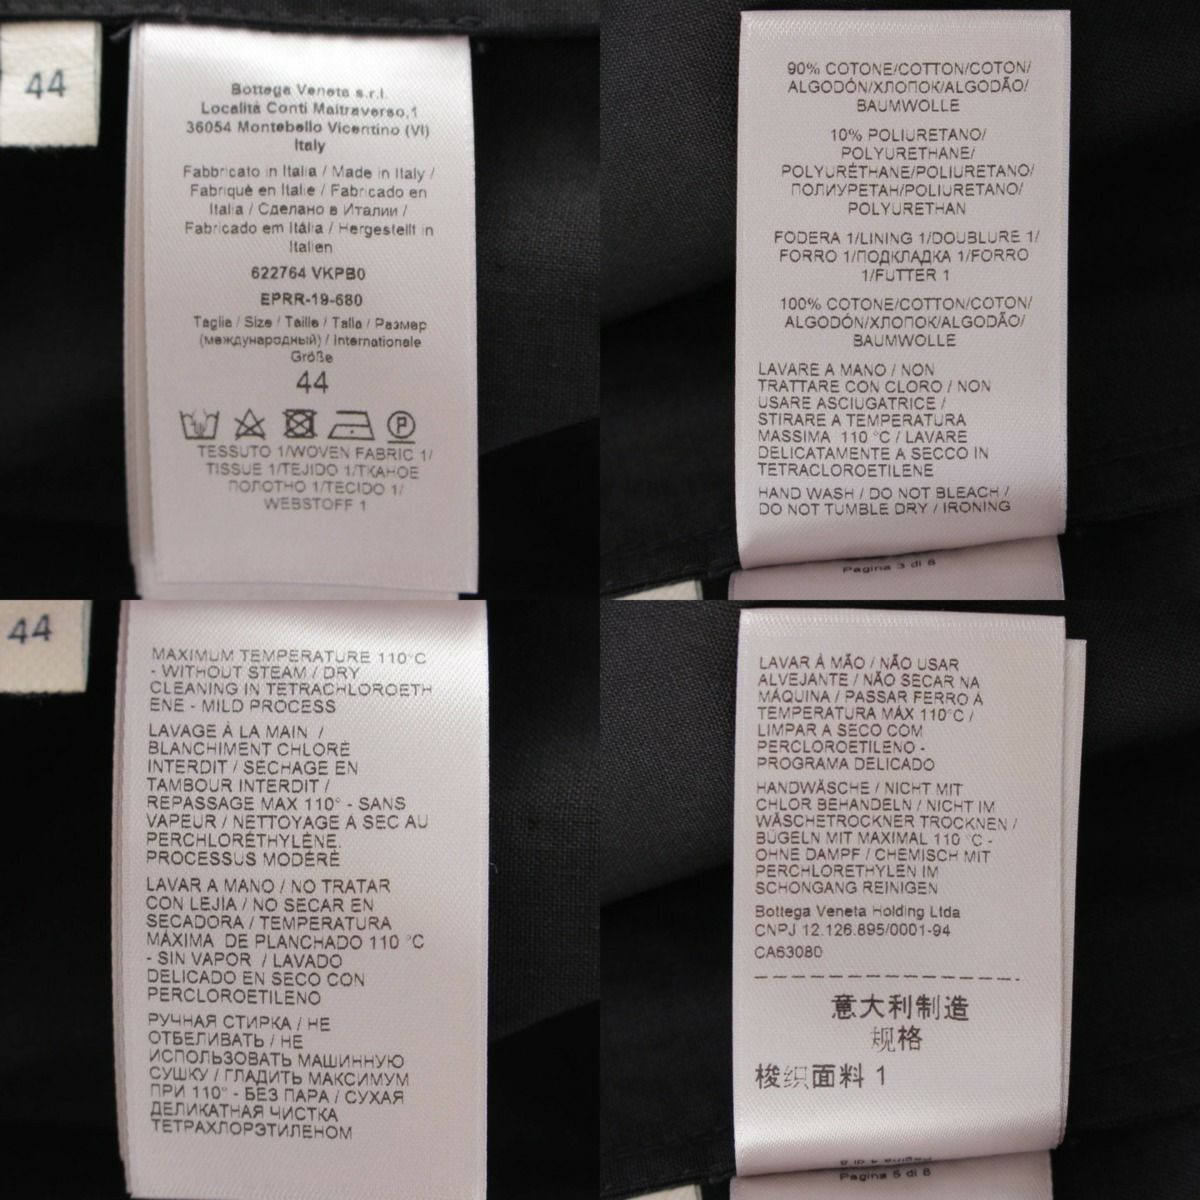 44
Bottega Veneta s.r.l.
Località Conti Maltraverso,1
36054 Montebello Vicentino (VI)
Italy
Fabbricato in Italia / Made in Italy /
Fabriqué en Italie / Fabricado en
Italia / Сделано в Италии /
Fabricado em Itália / Hergestellt in
Italien
622764 VKPB0
EPRR-19-680
Taglia / Size / Taille / Talla / Размер
(международный) / Internationale
Größe
44
P
TESSUTO 1/WOVEN FABRIC 1/
TISSUE 1/TEJIDO 1/ТКАНОЕ
ПОЛОТНО 1/TECIDO 1/
WEBSTOFF 1
90% COTONE/COTTON/COTON/
ALGODÓN/ХЛОПОК/ALGODÃO/
BAUMWOLLE
10% POLIURETANO/
POLYURETHANE/
POLYURÉTHANE/POLIURETANO/
ПОЛИУРЕТАН/POLIURETANO/
POLYURETHAN
FODERA 1/LINING 1/DOUBLURE 1/
FORRO 1/ПОДКЛАДКА 1/FORRO
1/FUTTER 1
100% COTONE/COTTON/COTON/
ALGODÓN/ХЛОПОК/ALGODÃO/
BAUMWOLLE
LAVARE A MANO / NON
TRATTARE CON CLORO / NON
USARE ASCIUGATRICE /
STIRARE A TEMPERATURA
MASSIMA 110 °C / LAVARE
DELICATAMENTE A SECCO IN
TETRACLOROETILENE
HAND WASH / DO NOT BLEACH /
DO NOT TUMBLE DRY / IRONING
Pagina 3 di 8
44
MAXIMUM TEMPERATURE 110°C
- WITHOUT STEAM / DRY
CLEANING IN TETRACHLOROETH
ENE - MILD PROCESS
LAVAGE À LA MAIN /
BLANCHIMENT CHLORÉ
INTERDIT / SECHAGE EN
TAMBOUR INTERDIT /
REPASSAGE MAX 110° - SANS
VAPEUR / NETTOYAGE À SEC AU
PERCHLORÉTHYLÈNE.
PROCESSUS MODÉRÉ
LAVAR A MANO / NO TRATAR
CON LEJIA / NO SECAR EN
SECADORA / TEMPERATURA
MÁXIMA DE PLANCHADO 110 °C
- SIN VAPOR / LAVADO
DELICADO EN SECO CON
PERCLOROETILENO
РУЧНАЯ СТИРКА / НЕ
ОТБЕЛИВАТЬ / НЕ
ИСПОЛЬЗОВАТЬ МАШИННУЮ
СУШКУ / ГЛАДИТЬ МАКСИМУМ
ПРИ 110° - БЕЗ ПАРА / СУХАЯ
ДЕЛИКАТНАЯ ЧИСТКА
ТЕТРАХЛОРЭТИЛЕНОМ
LAVAR À MÃO / NÃO USAR
ALVEJANTE / NÃO SECAR NA
MÁQUINA / PASSAR FERRO A
TEMPERATURA MÁX 110°C /
LIMPAR A SECO COM
PERCLOROETILENO -
PROGRAMA DELICADO
HANDWÄSCHE / NICHT MIT
CHLOR BEHANDELN / NICHT IM
WÄSCHETROCKNER TROCKNEN /
BÜGELN MIT MAXIMAL 110 °C -
OHNE DAMPF / CHEMISCH MIT
PERCHLORETHYLEN IM
SCHONGANG REINIGEN
Bottega Veneta Holding Ltda
CNPJ 12.126.895/0001-94
CA63080
意大利制造
规格
梭织面料 1
Pagina 5 di 8